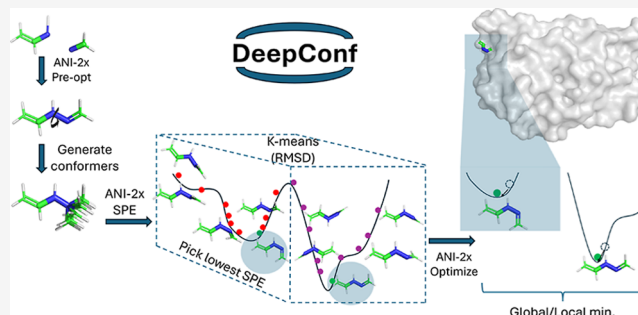 DeepConf
ANI-2x
Pre-opt
Generate
conformers
ANI-2x
SPE
K-means
(RMSD)
Pick lowest SPE
ANI-2x
Optimize
Global/Local min.